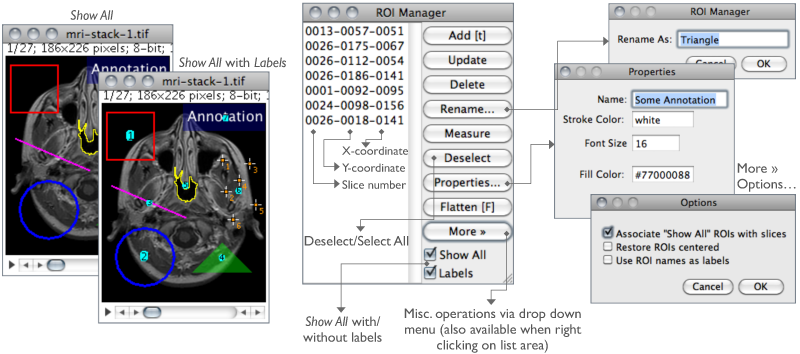 Show All
mri-stack-1.tif
1/27; 186x226 pixels; 8-bit;
Annotation
Show All with Labels
mri-stack-1.tif
1/27; 186x226 pixels; 8-bit;
Annotation
1
2
3
4
5
6
7
1
2
3
5
6
ROI Manager
0013-0057-0051
0026-0175-0067
0026-0112-0054
0026-0186-0141
0001-0092-0095
0024-0098-0156
0026-0018-0141
X-coordinate
Y-coordinate
Slice number
Deselect/Select All
Add [t]
Update
Delete
Rename...
Measure
Deselect
Properties...
Flatten [F]
More »
Show All
Labels
Show All with/
without labels
Misc. operations via drop down
menu (also available when right
clicking on list area)
ROI Manager
Rename As: Triangle
Cancel OK
Properties
Name: Some Annotation
Stroke Color: white
Font Size 16
Fill Color: #77000088
More »
Options...
Options
Associate "Show All" ROIs with slices
Restore ROIs centered
Use ROI names as labels
Cancel OK